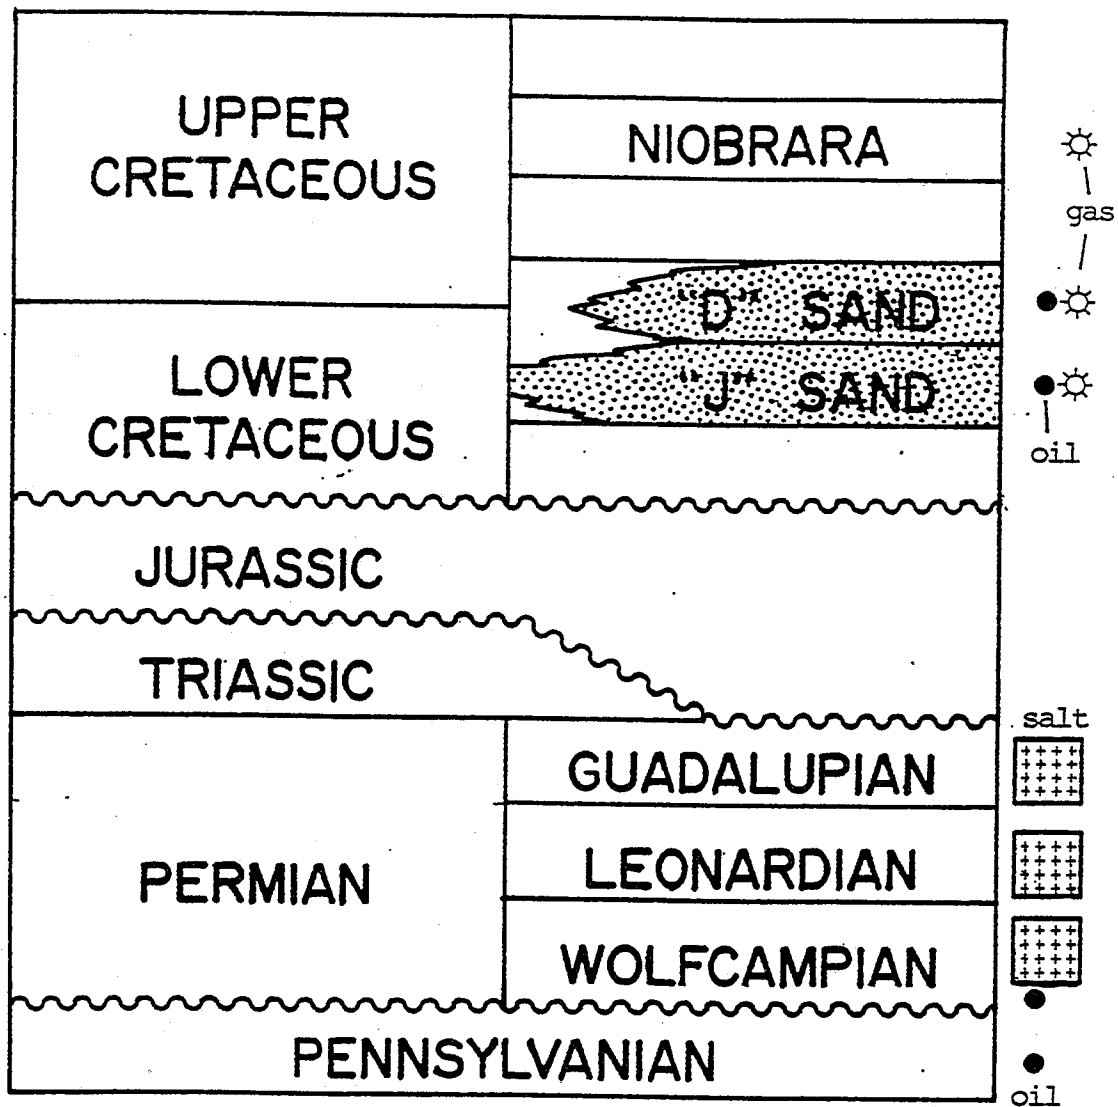 UPPER
CRETACEOUS
NIOBRARA
gas
"D" SAND
LOWER
CRETACEOUS
"J" SAND
oil
JURASSIC
TRIASSIC
salt
GUADALUPIAN
PERMIAN
LEONARDIAN
WOLFCAMPIAN
PENNSYLVANIAN
oil